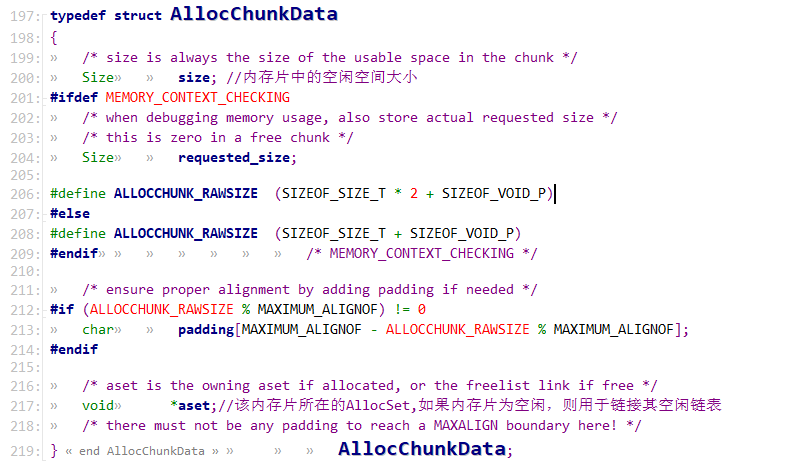 197: typedef struct AllocChunkData
198: {
199: »   /* size is always the size of the usable space in the chunk */
200: »   Size»   »   size; //内存片中的空闲空间大小
201: #ifdef MEMORY_CONTEXT_CHECKING
202: »   /* when debugging memory usage, also store actual requested size */
203: »   /* this is zero in a free chunk */
204: »   Size»   »   requested_size;
205:
206: #define ALLOCCHUNK_RAWSIZE  (SIZEOF_SIZE_T * 2 + SIZEOF_VOID_P)
207: #else
208: #define ALLOCCHUNK_RAWSIZE  (SIZEOF_SIZE_T + SIZEOF_VOID_P)
209: #endif» »   »   »   »   »   »   /* MEMORY_CONTEXT_CHECKING */
210:
211: »   /* ensure proper alignment by adding padding if needed */
212: #if (ALLOCCHUNK_RAWSIZE % MAXIMUM_ALIGNOF) != 0
213: »   char»   »   padding[MAXIMUM_ALIGNOF - ALLOCCHUNK_RAWSIZE % MAXIMUM_ALIGNOF];
214: #endif
215:
216: »   /* aset is the owning aset if allocated, or the freelist link if free */
217: »   void»      *aset;//该内存片所在的AllocSet,如果内存片为空闲，则用于链接其空闲链表
218: »   /* there must not be any padding to reach a MAXALIGN boundary here! */
219: } « end AllocChunkData » »   »   »   AllocChunkData;